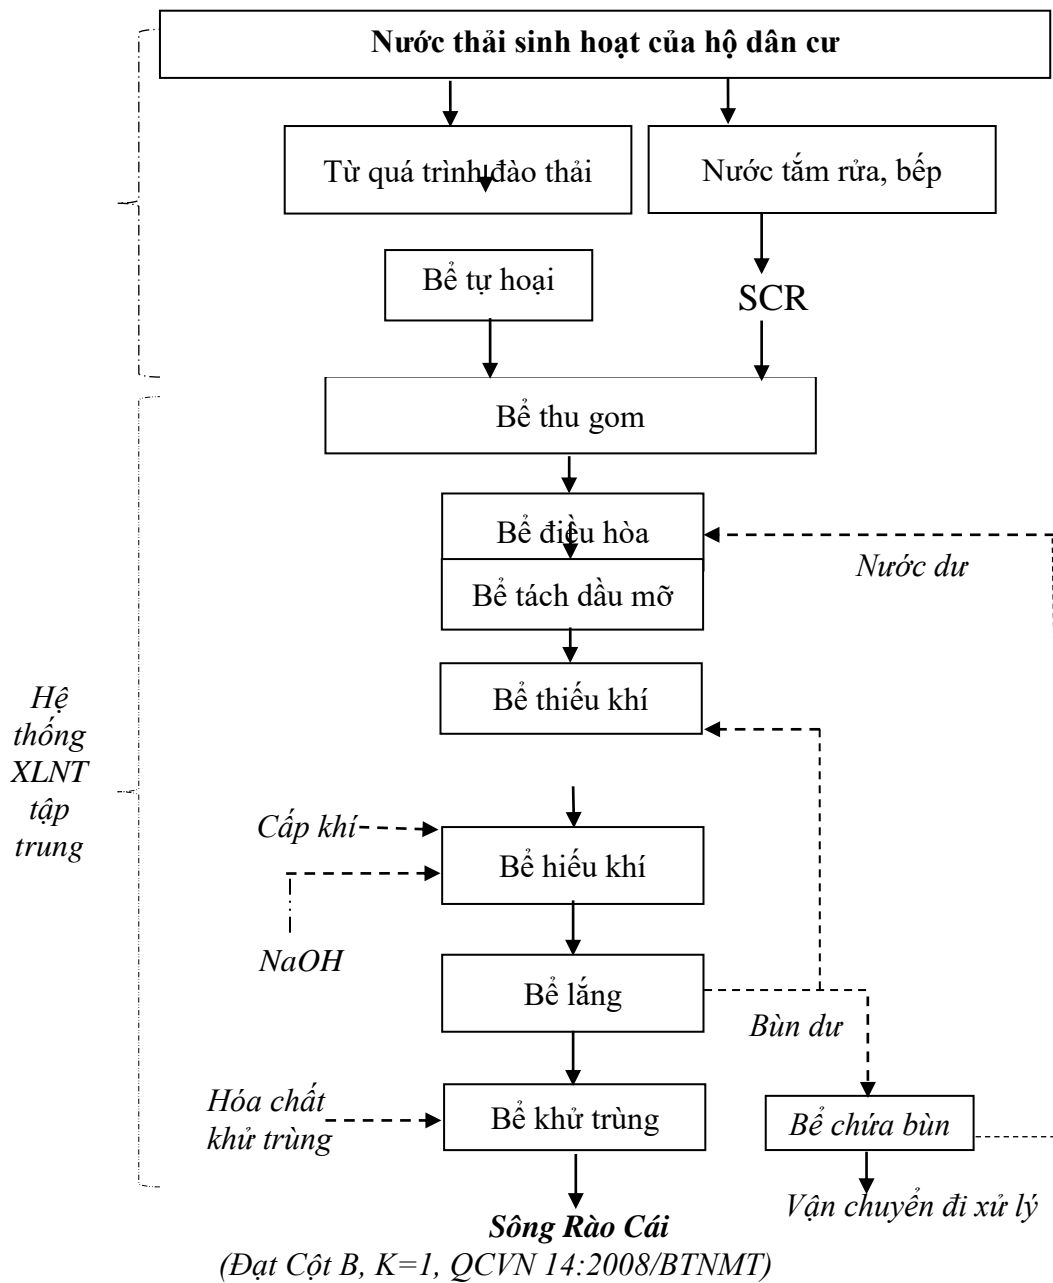 Nước thải sinh hoạt của hộ dân cư
Từ quá trình đào thải
Nước tắm rửa, bếp
Bể tự hoại
SCR
Bể thu gom
Bể điều hòa
Nước dư
Bể tách dầu mỡ
Bể thiếu khí
Hệ
thống
XLNT
tập
trung
Cấp khí
Bể hiếu khí
NaOH
Bể lắng
Bùn dư
Hóa chất
khử trùng
Bể khử trùng
Bể chứa bùn
Vận chuyển đi xử lý
Sông Rào Cái
(Đạt Cột B, K=1, QCVN 14:2008/BTNMT)